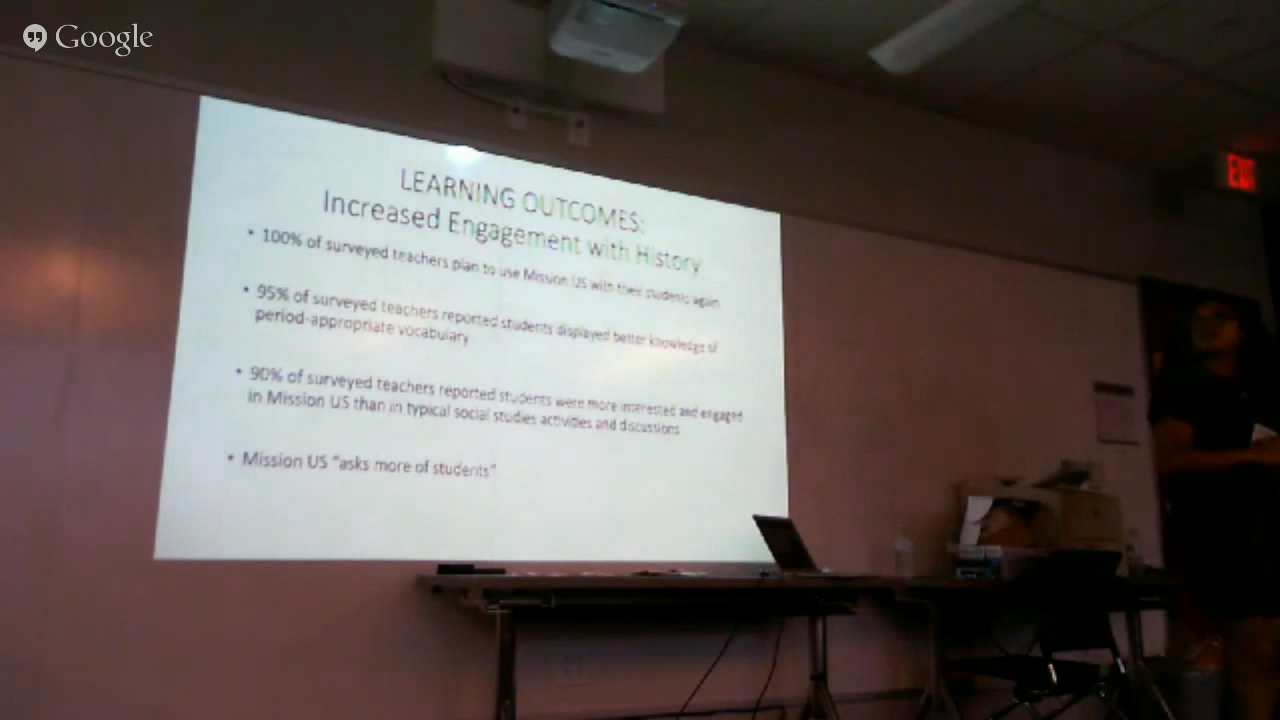 Google
LEARNING OUTCOMES:
Increased Engagement with History
• 100% of surveyed teachers plan to use Mission US with their students again
• 95% of surveyed teachers reported students displayed better knowledge of
period-appropriate vocabulary
• 90% of surveyed teachers reported students were more interested and engaged
in Mission US than in typical social studies activities and discussions
• Mission US "asks more of students"
EXIT